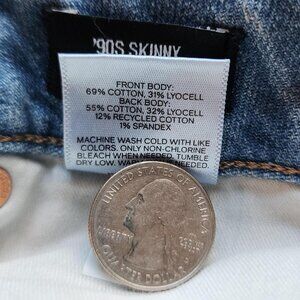 '90S SKINNY
FRONT BODY:
69% COTTON, 31% LYOCELL
BACK BODY:
55% COTTON, 32% LYOCELL
12% RECYCLED COTTON
1% SPANDEX
MACHINE WASH COLD WITH LIKE
COLORS. ONLY NON-CHLORINE
BLEACH WHEN NEEDED. TUMBLE
DRY LOW. WARM
UNITED STATES OF AMERICA
LIBERTY
QUARTER DOLLAR